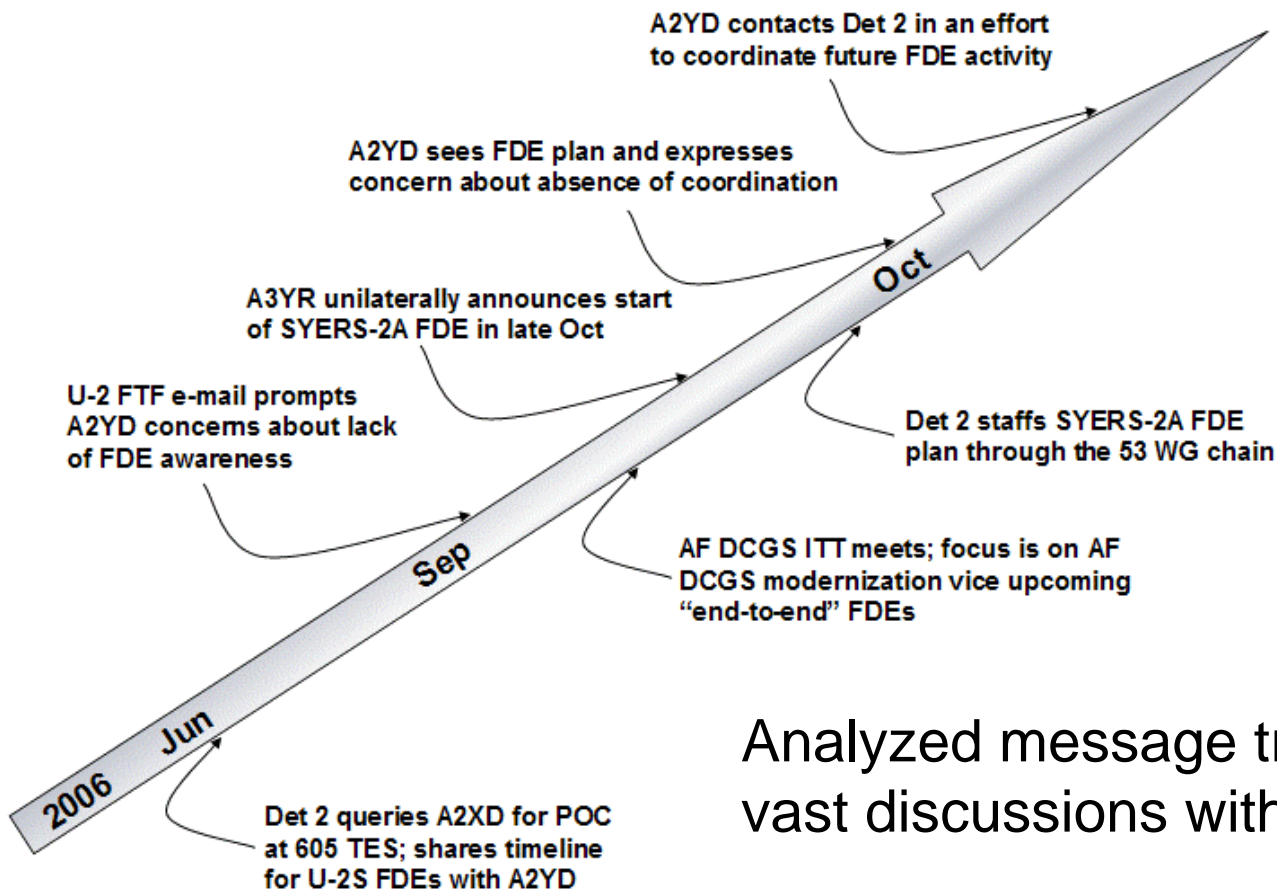 A2YD contacts Det 2 in an effort
to coordinate future FDE activity
A2YD sees FDE plan and expresses
concern about absence of coordination
Oct
A3YR unilaterally announces start
of SYERS-2A FDE in late Oct
U-2 FTF e-mail prompts
A2YD concerns about lack
of FDE awareness
Det 2 staffs SYERS-2A FDE
plan through the 53 WG chain
Sep
AF DCGS ITT meets; focus is on AF
DCGS modernization vice upcoming
“end-to-end” FDEs
Jun
2006
Det 2 queries A2XD for POC
at 605 TES; shares timeline
for U-2S FDEs with A2YD
Analyzed message
vast discussions with